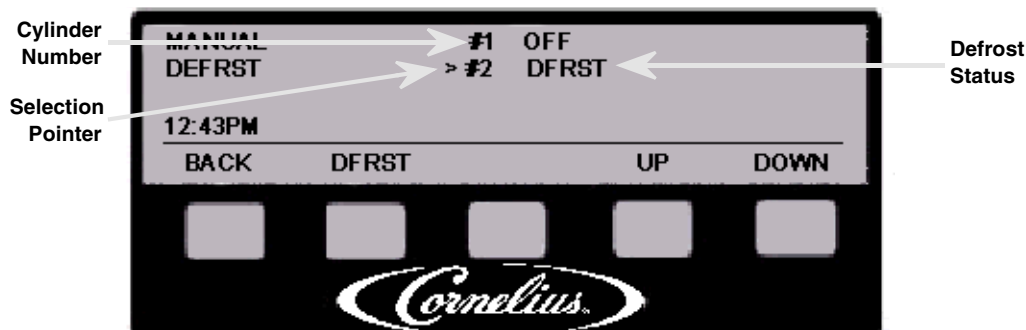 Cylinder
Number
Selection
Pointer
MANUAL #1 OFF
DEFRST > #2 DFRST
12:43PM
BACK DFRST UP DOWN
Cornelius
Defrost
Status